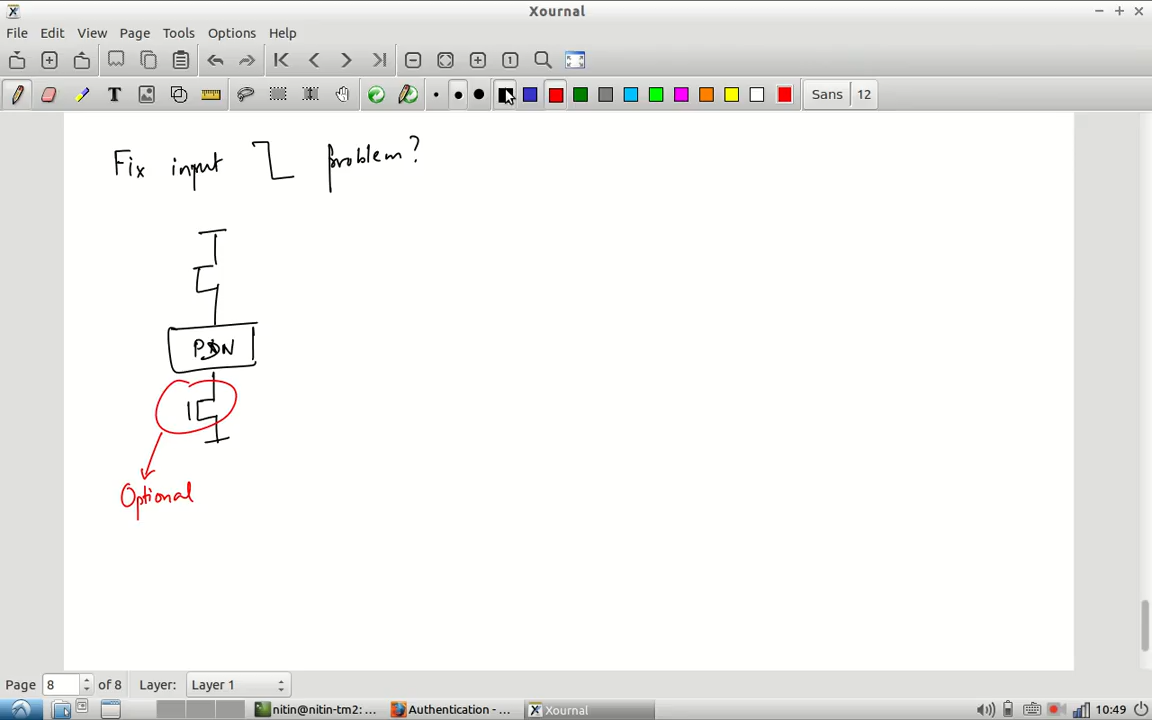 Xournal
File Edit View Page Tools Options Help
Sans 12
Fix input problem?
PDN
Optional
Page 8 of 8 Layer: Layer 1
nitin@nitin-tm2: ... Authentication - ... Xournal 10:49